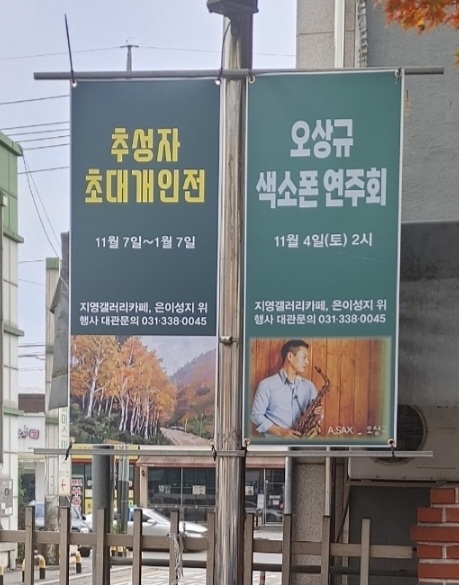 추성자
초대개인전
11월 7일~1월 7일
지영갤러리카페, 은이성지 위
행사 대관문의 031·338·0045
오상규
색소폰 연주회
11월 4일(토) 2시
지영갤러리카페, 은이성지 위
행사 대관문의 031·338·0045
A.SAX _ 오상규